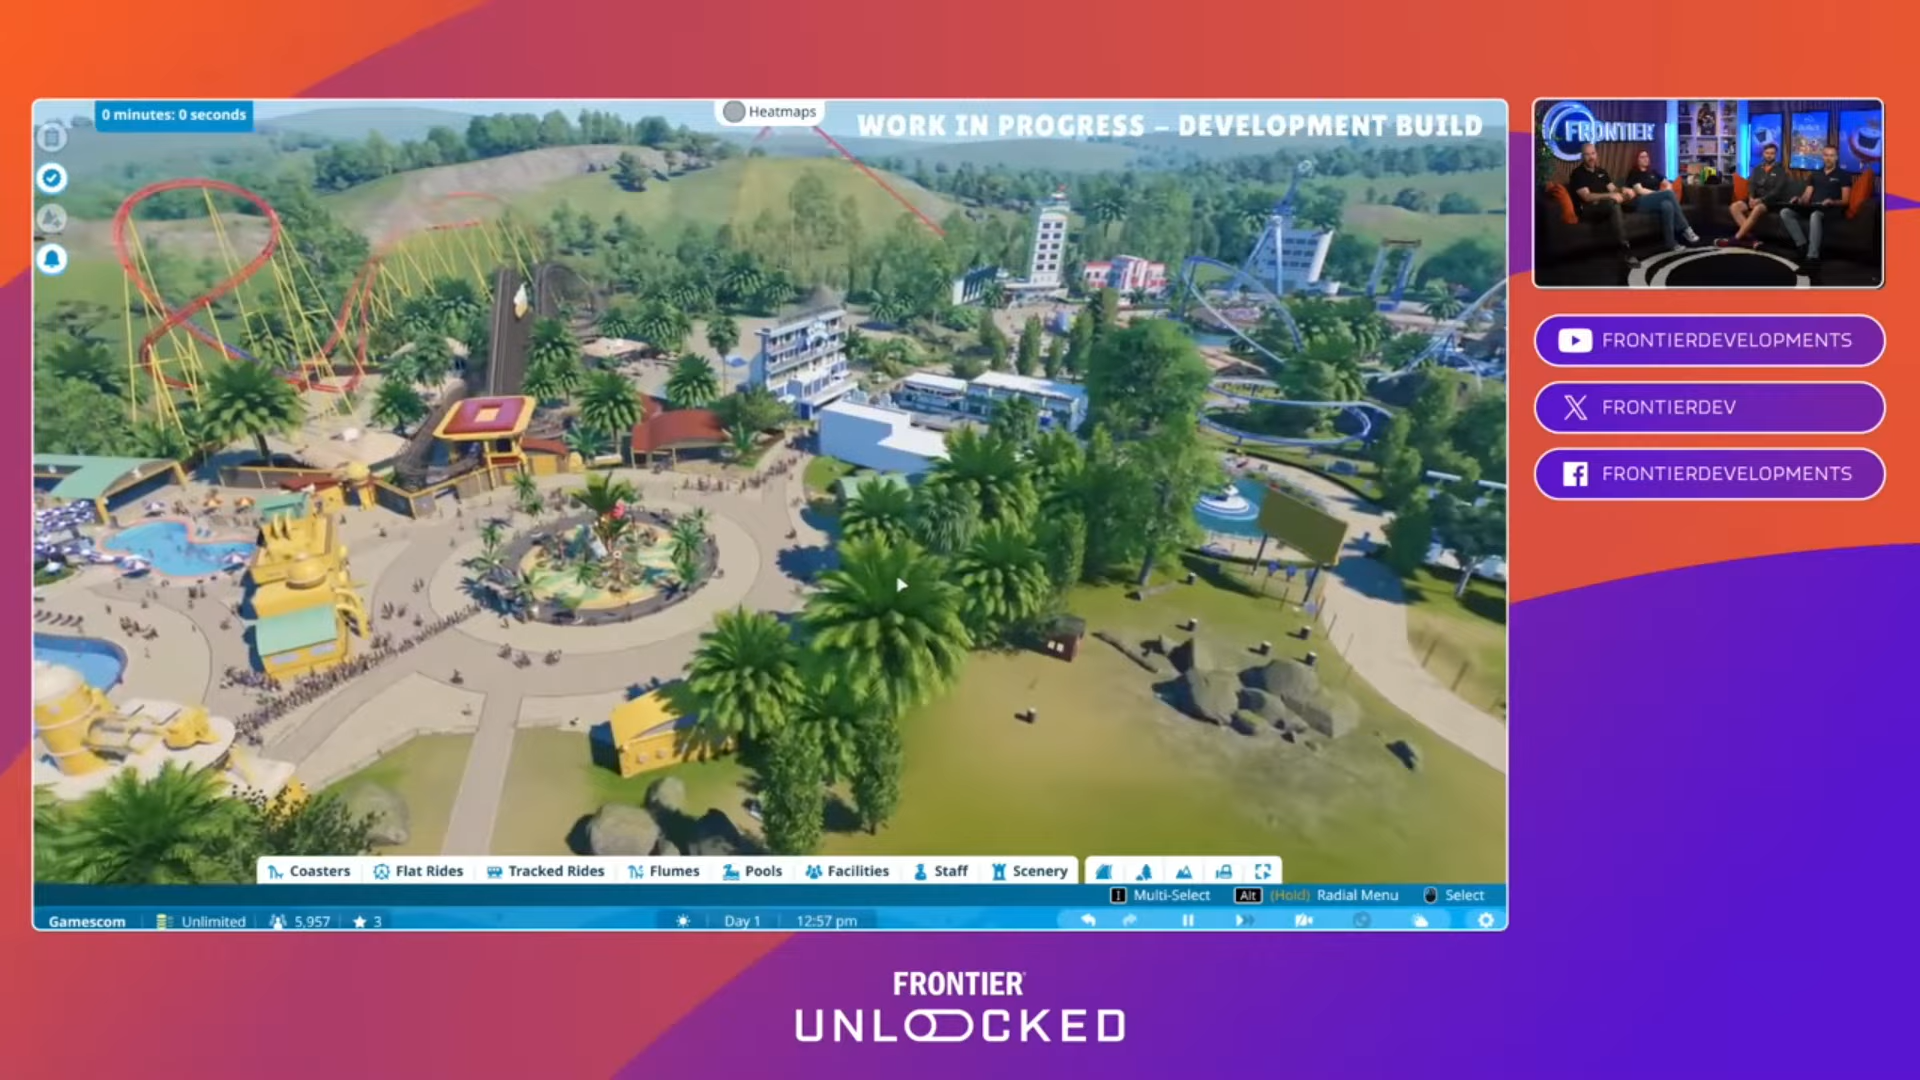 0 minutes: 0 seconds
Heatmaps
WORK IN PROGRESS – DEVELOPMENT BUILD
FRONTIER
FRONTIERDEVELOPMENTS
FRONTIERDEV
FRONTIERDEVELOPMENTS
Coasters
Flat Rides
Tracked Rides
Flumes
Pools
Facilities
Staff
Scenery
Multi-Select
Alt (Hold) Radial Menu
Select
Gamescom
Unlimited
5,957
3
Day 1
12:57 pm
FRONTIER
UNLOCKED